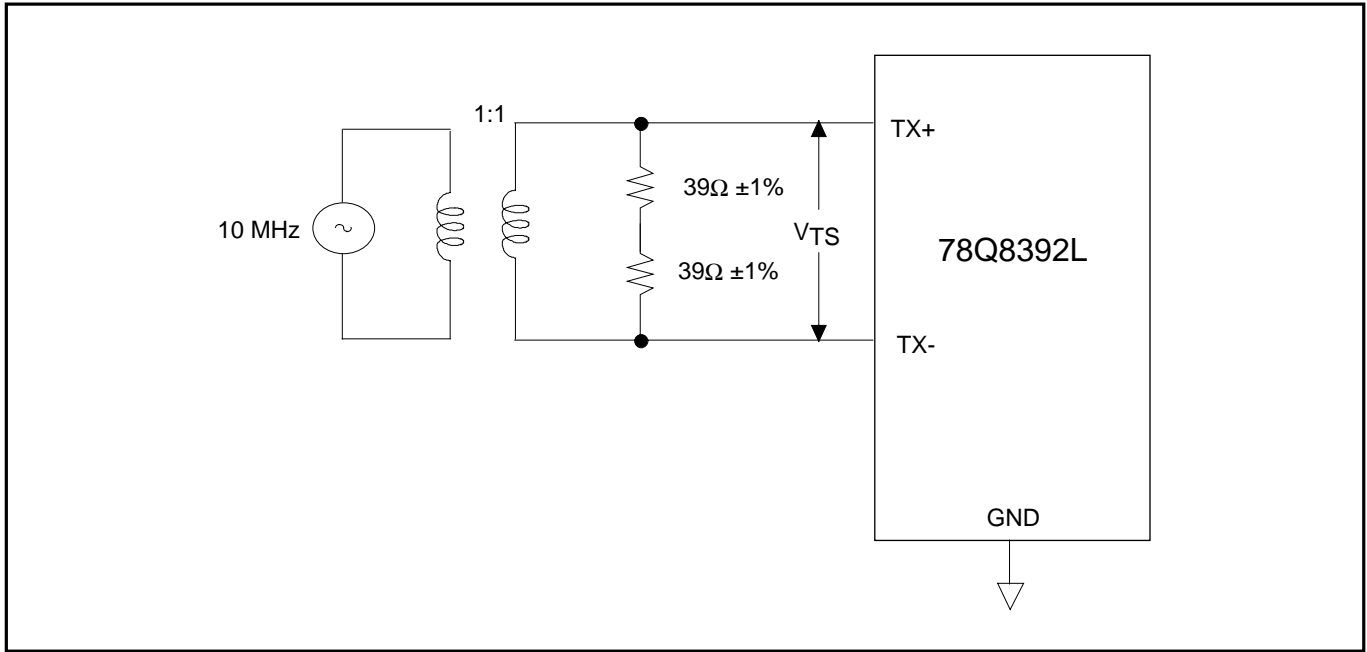 1:1
TX+
39Ω ±1%
10 MHz
VTS
78Q8392L
39Ω ±1%
TX-
GND